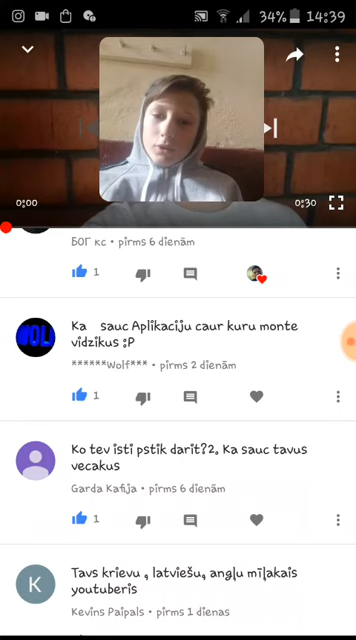 34% 14:39
0:00
0:30
БОГ кс • pirms 6 dienām
1
WOL
Ka sauc Aplikaciju caur kuru monte
vidzikus :P
******Wolf*** • pirms 2 dienām
1
Ko tev isti pstik darit?2. Ka sauc tavus
vecakus
Garda Kafija • pirms 6 dienām
1
K
Tavs krievu , latviešu, angļu mīļakais
youtuberis
Kevins Paipals • pirms 1 dienas